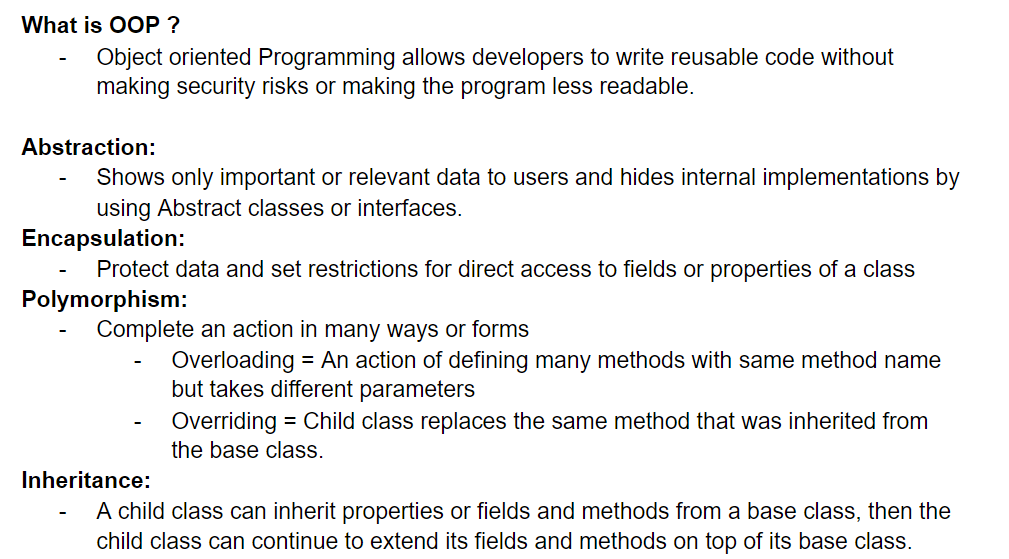 What is OOP ?
- Object oriented Programming allows developers to write reusable code without
making security risks or making the program less readable.
Abstraction:
- Shows only important or relevant data to users and hides internal implementations by
using Abstract classes or interfaces.
Encapsulation:
- Protect data and set restrictions for direct access to fields or properties of a class
Polymorphism:
- Complete an action in many ways or forms
- Overloading = An action of defining many methods with same method name
but takes different parameters
- Overriding = Child class replaces the same method that was inherited from
the base class.
Inheritance:
- A child class can inherit properties or fields and methods from a base class, then the
child class can continue to extend its fields and methods on top of its base class.